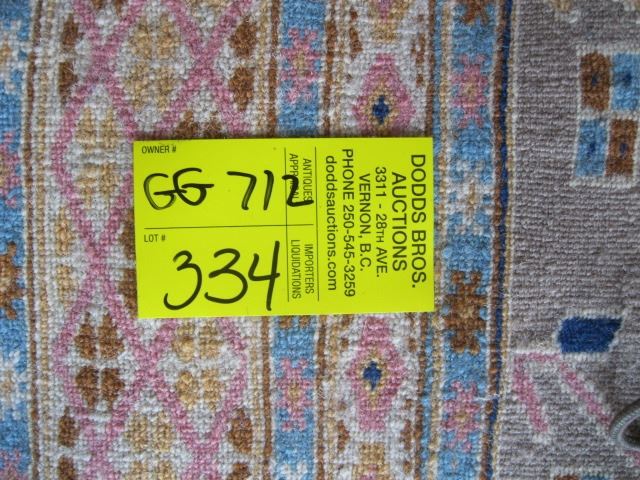 OWNER #
GG 712
LOT #
334
ANTIQUES
IMPORTERS
LIQUIDATIONS
DODDS BROS.
AUCTIONS
3311 - 28TH AVE.
VERNON, B.C.
PHONE 250-545-3259
doddsauctions.com